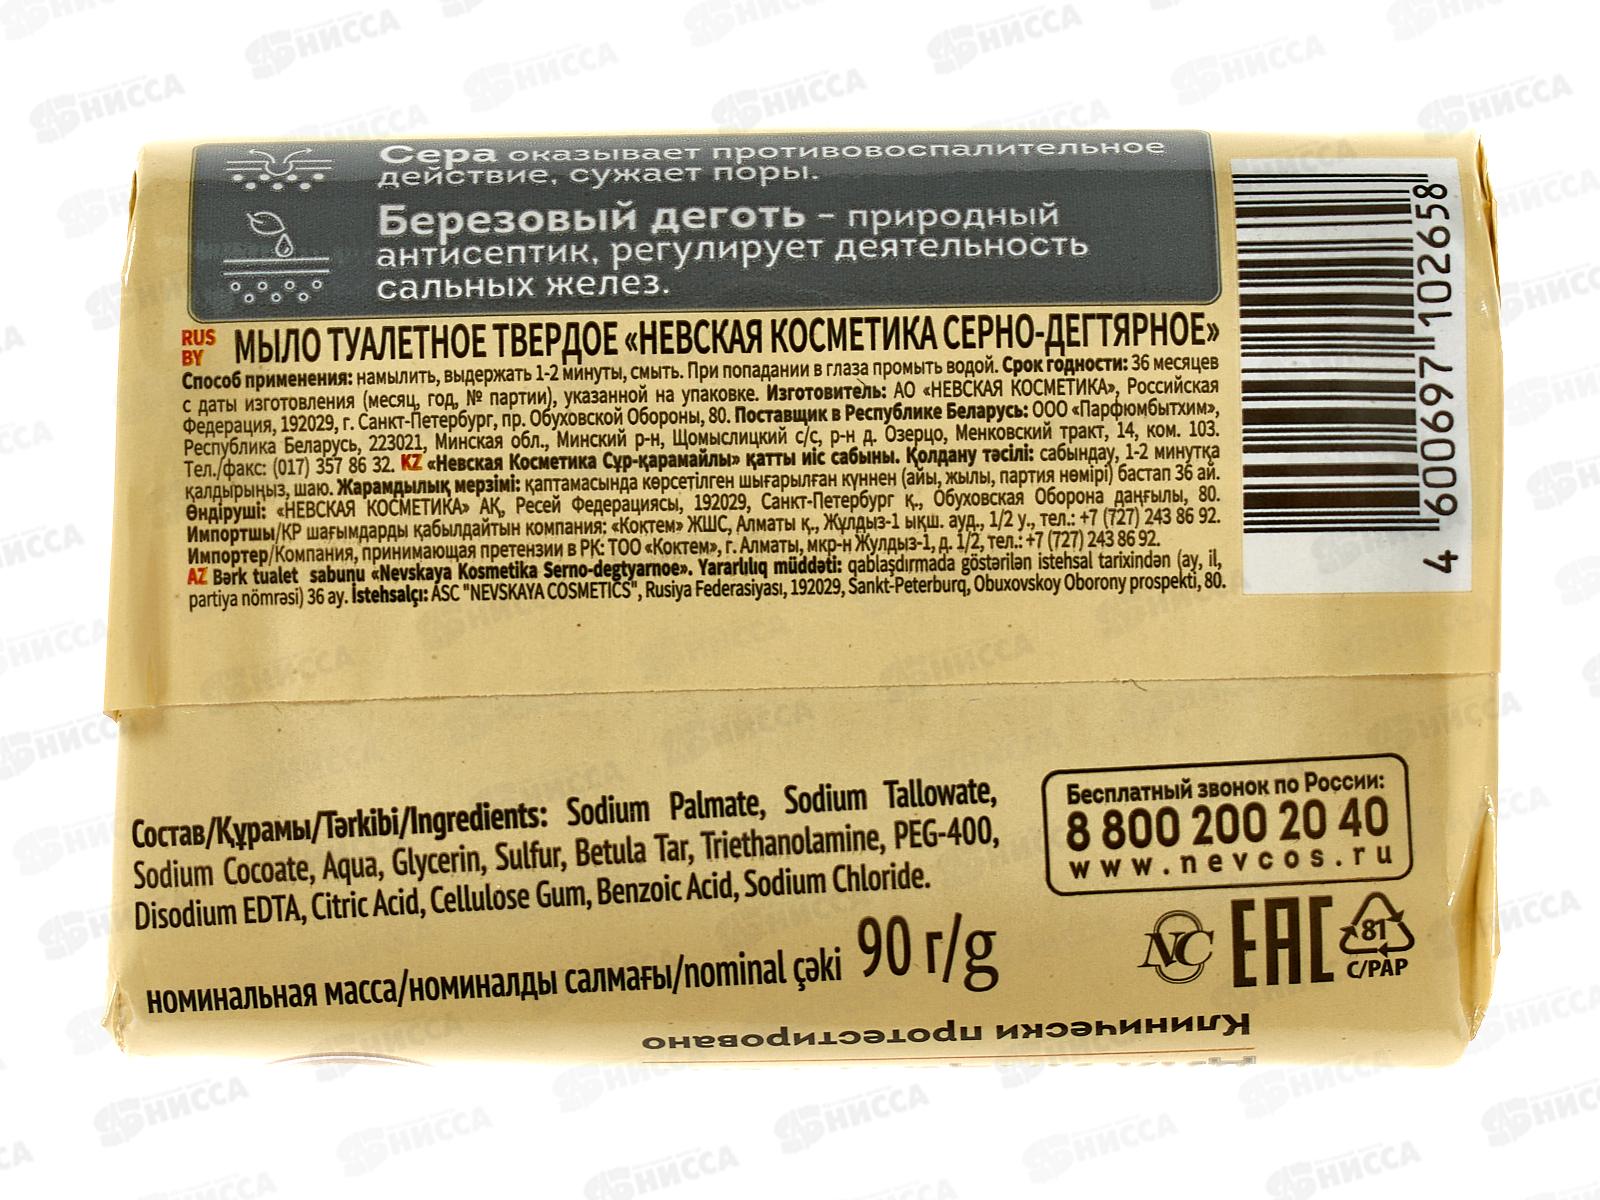 Сера оказывает противовоспалительное
действие, сужает поры.
Березовый деготь – природный
антисептик, регулирует деятельность
сальных желез.
RUS
BY
МЫЛО ТУАЛЕТНОЕ ТВЕРДОЕ «НЕВСКАЯ КОСМЕТИКА СЕРНО-ДЕГТЯРНОЕ»
Способ применения: намылить, выдержать 1-2 минуты, смыть. При попадании в глаза промыть водой. Срок годности: 36 месяцев
с даты изготовления (месяц, год, № партии), указанной на упаковке. Изготовитель: АО «НЕВСКАЯ КОСМЕТИКА», Российская
Федерация, 192029, г. Санкт-Петербург, пр. Обуховской Обороны, 80. Поставщик в Республике Беларусь: ООО «Парфюмбытхим»,
Республика Беларусь, 223021, Минская обл., Минский р-н, Щомыслицкий с/с, р-н д. Озерцо, Менковский тракт, 14, ком. 103.
Тел./факс: (017) 357 86 32. KZ «Невская Косметика Сұр-қарамайлы» қатты иіс сабыны. Қолдану тәсілі: сабындау, 1-2 минутқа
қалдырыңыз, шаю. Жарамдылық мерзімі: қаптамасында көрсетілген шығарылған күннен (айы, жылы, партия нөмірі) бастап 36 ай.
Өндіруші: «НЕВСКАЯ КОСМЕТИКА» АҚ, Ресей Федерациясы, 192029, Санкт-Петербург қ., Обуховская Оборона даңғылы, 80.
Импортшы/ҚР шағымдарды қабылдайтын компания: «Коктем» ЖШС, Алматы қ., Жұлдыз-1 ықш. ауд., 1/2 у., тел.: +7 (727) 243 86 92.
Импортер/Компания, принимающая претензии в РК: ТОО «Коктем», г. Алматы, мкр-н Жулдыз-1, д. 1/2, тел.: +7 (727) 243 86 92.
AZ Bərk tualet sabunu «Nevskaya Kosmetika Serno-degtyarnoe». Yararlılıq müddəti: qablaşdırmada göstərilən istehsal tarixindən (ay, il,
partiya nömrəsi) 36 ay. İstehsalçı: ASC "NEVSKAYA COSMETICS", Rusiya Federasiyası, 192029, Sankt-Peterburq, Obuxovskoy Oborony prospekti, 80.
4 600697 102658
Состав/Құрамы/Tərkibi/Ingredients: Sodium Palmate, Sodium Tallowate,
Sodium Cocoate, Aqua, Glycerin, Sulfur, Betula Tar, Triethanolamine, PEG-400,
Disodium EDTA, Citric Acid, Cellulose Gum, Benzoic Acid, Sodium Chloride.
номинальная масса/номиналды салмағы/nominal çəki 90 г/g
Бесплатный звонок по России:
8 800 200 20 40
www.nevcos.ru
NC EAC 81
C/PAP
Клинически протестировано